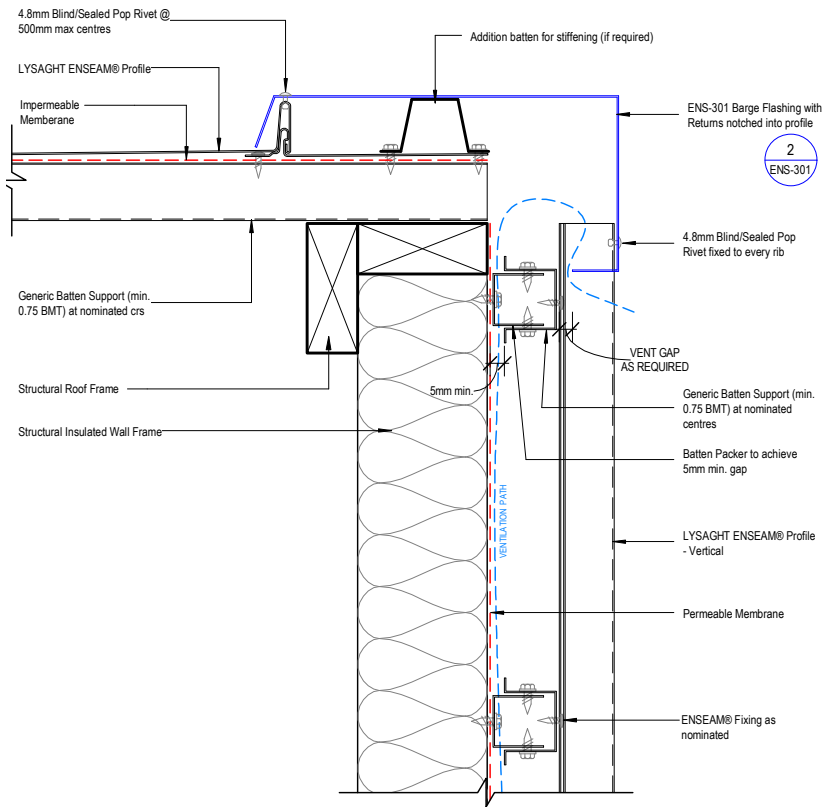 4.8mm Blind/Sealed Pop Rivet @
500mm max centres
LYSAGHT ENSEAM® Profile
Impermeable
Memberane
Addition batten for stiffening (if required)
ENS-301 Barge Flashing with
Returns notched into profile
2
ENS-301
4.8mm Blind/Sealed Pop
Rivet fixed to every rib
Generic Batten Support (min.
0.75 BMT) at nominated crs
VENT GAP
AS REQUIRED
5mm min.
Structural Roof Frame
Generic Batten Support (min.
0.75 BMT) at nominated
centres
Structural Insulated Wall Frame
Batten Packer to achieve
5mm min. gap
VENTILATION PATH
LYSAGHT ENSEAM® Profile
- Vertical
Permeable Membrane
ENSEAM® Fixing as
nominated